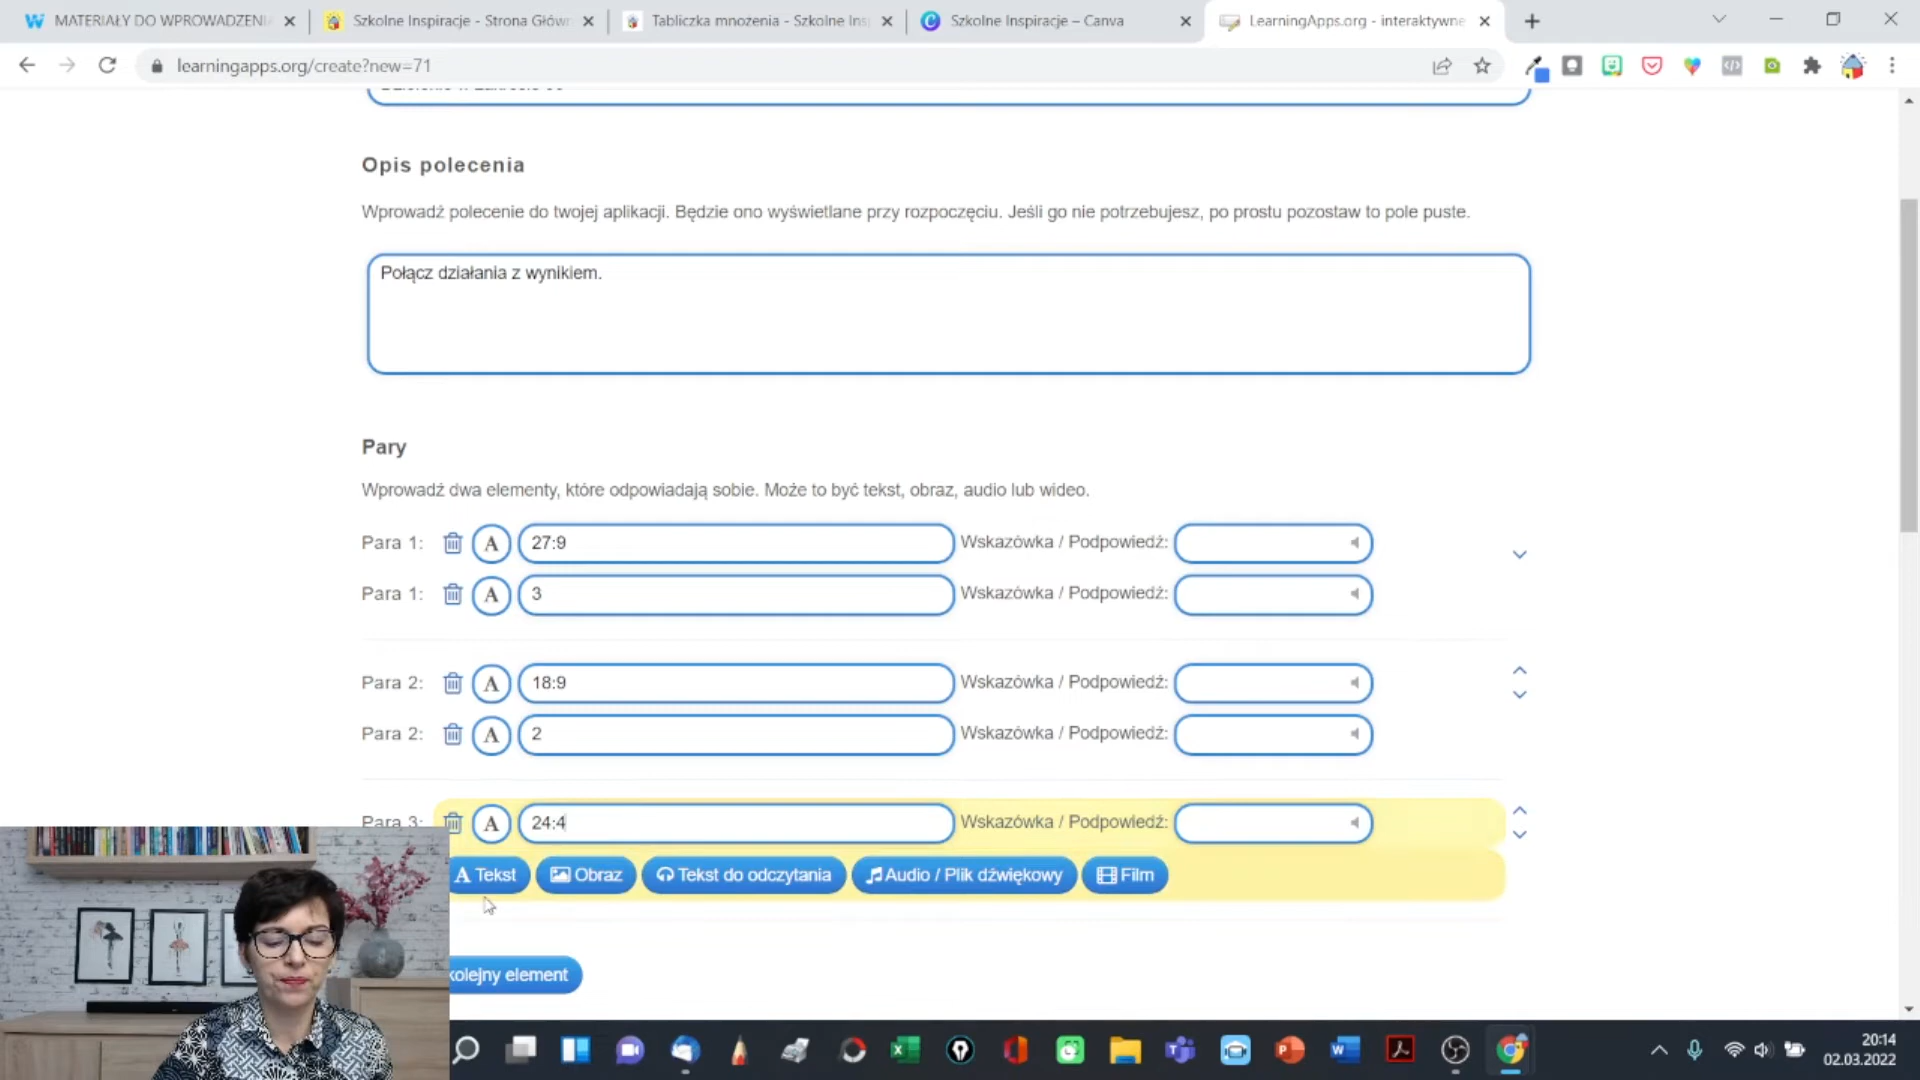 MATERIAŁY DO WPROWADZENI
Szkolne Inspiracje - Strona Głów
Tabliczka mnożenia - Szkolne Ins
Szkolne Inspiracje – Canva
LearningApps.org - interaktywne
learningapps.org/create?new=71
Opis polecenia
Wprowadź polecenie do twojej aplikacji. Będzie ono wyświetlane przy rozpoczęciu. Jeśli go nie potrzebujesz, po prostu pozostaw to pole puste.
Połącz działania z wynikiem.
Pary
Wprowadź dwa elementy, które odpowiadają sobie. Może to być tekst, obraz, audio lub wideo.
Para 1: A 27:9 Wskazówka / Podpowiedź:
Para 1: A 3 Wskazówka / Podpowiedź:
Para 2: A 18:9 Wskazówka / Podpowiedź:
Para 2: A 2 Wskazówka / Podpowiedź:
Para 3: A 24:4 Wskazówka / Podpowiedź:
A Tekst Obraz Tekst do odczytania Audio / Plik dźwiękowy Film
kolejny element
20:14
02.03.2022